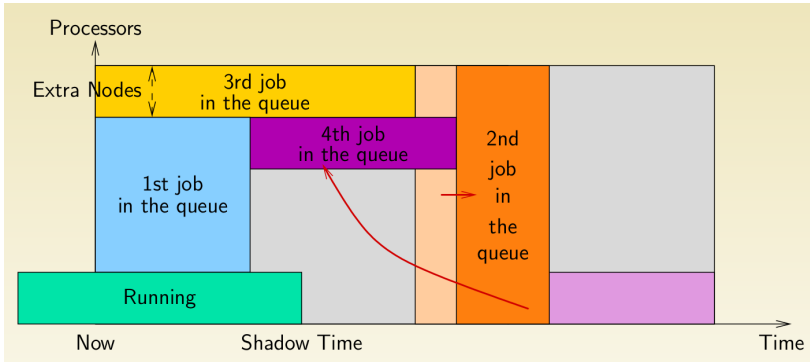 Processors
3rd job
in the queue
Extra Nodes
4th job
in the queue
2nd
job
in
the
queue
1st job
in the queue
Running
Now
Shadow Time
Time